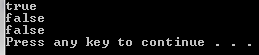 true
false
false
Press any key to continue . . .